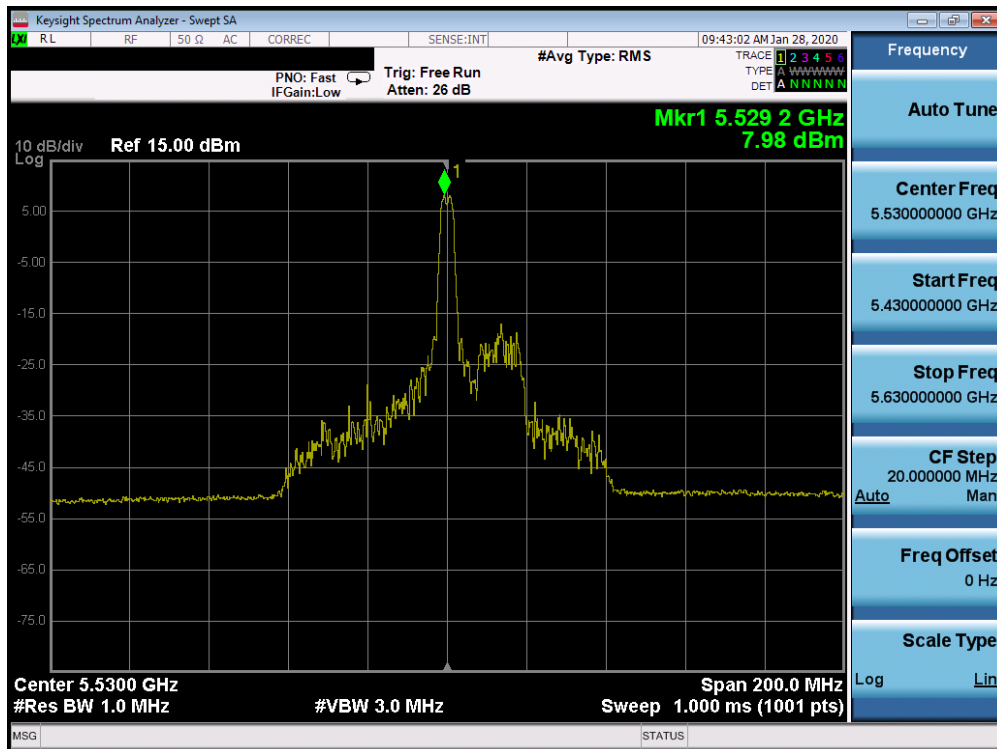 Keysight Spectrum Analyzer - Swept SA
LXI RL RF 50 Ω AC CORREC SENSE:INT 09:43:02 AM Jan 28, 2020
#Avg Type: RMS TRACE 1 2 3 4 5 6
PNO: Fast Trig: Free Run TYPE A WWWWW
IFGain:Low Atten: 26 dB DET A N N N N N
Mkr1 5.529 2 GHz
7.98 dBm
10 dB/div Ref 15.00 dBm
Log
1
5.00
-5.00
-15.0
-25.0
-35.0
-45.0
-55.0
-65.0
-75.0
Center 5.5300 GHz Span 200.0 MHz
#Res BW 1.0 MHz #VBW 3.0 MHz Sweep 1.000 ms (1001 pts)
MSG STATUS
Frequency
Auto Tune
Center Freq
5.530000000 GHz
Start Freq
5.430000000 GHz
Stop Freq
5.630000000 GHz
CF Step
20.000000 MHz
Auto Man
Freq Offset
0 Hz
Scale Type
Log Lin